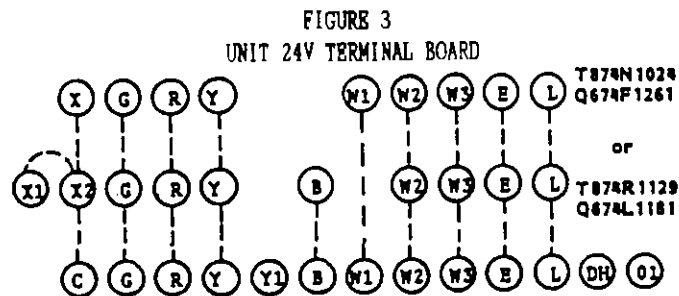 FIGURE 3
UNIT 24V TERMINAL BOARD
X G R Y W1 W2 W3 E L T874N1024
Q674F1261
or
X1 X2 G R Y B W2 W3 E L T874R1129
Q674L1181
C G R Y Y1 B W1 W2 W3 E L DH O1